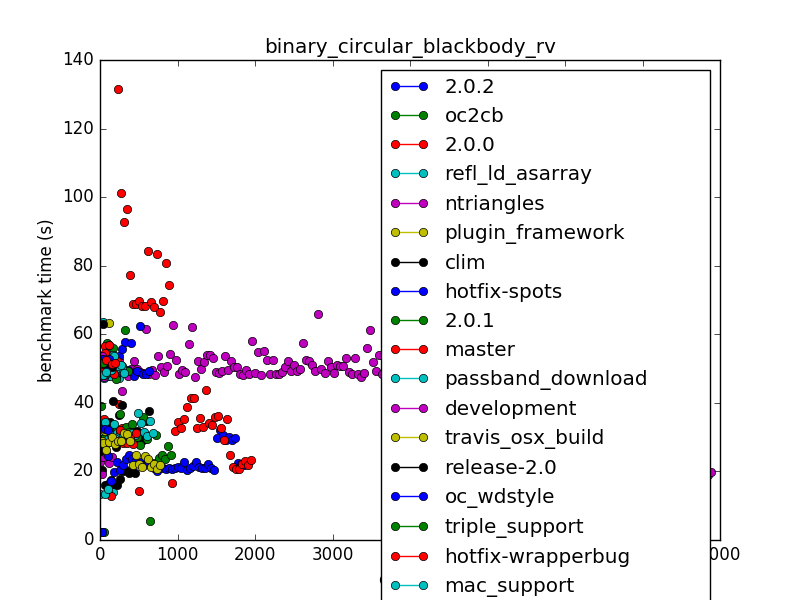 binary_circular_blackbody_rv
140
120
100
80
60
40
20
0
benchmark time (s)
0
1000
2000
3000
000
2.0.2
oc2cb
2.0.0
refl_ld_asarray
ntriangles
plugin_framework
clim
hotfix-spots
2.0.1
master
passband_download
development
travis_osx_build
release-2.0
oc_wdstyle
triple_support
hotfix-wrapperbug
mac_support